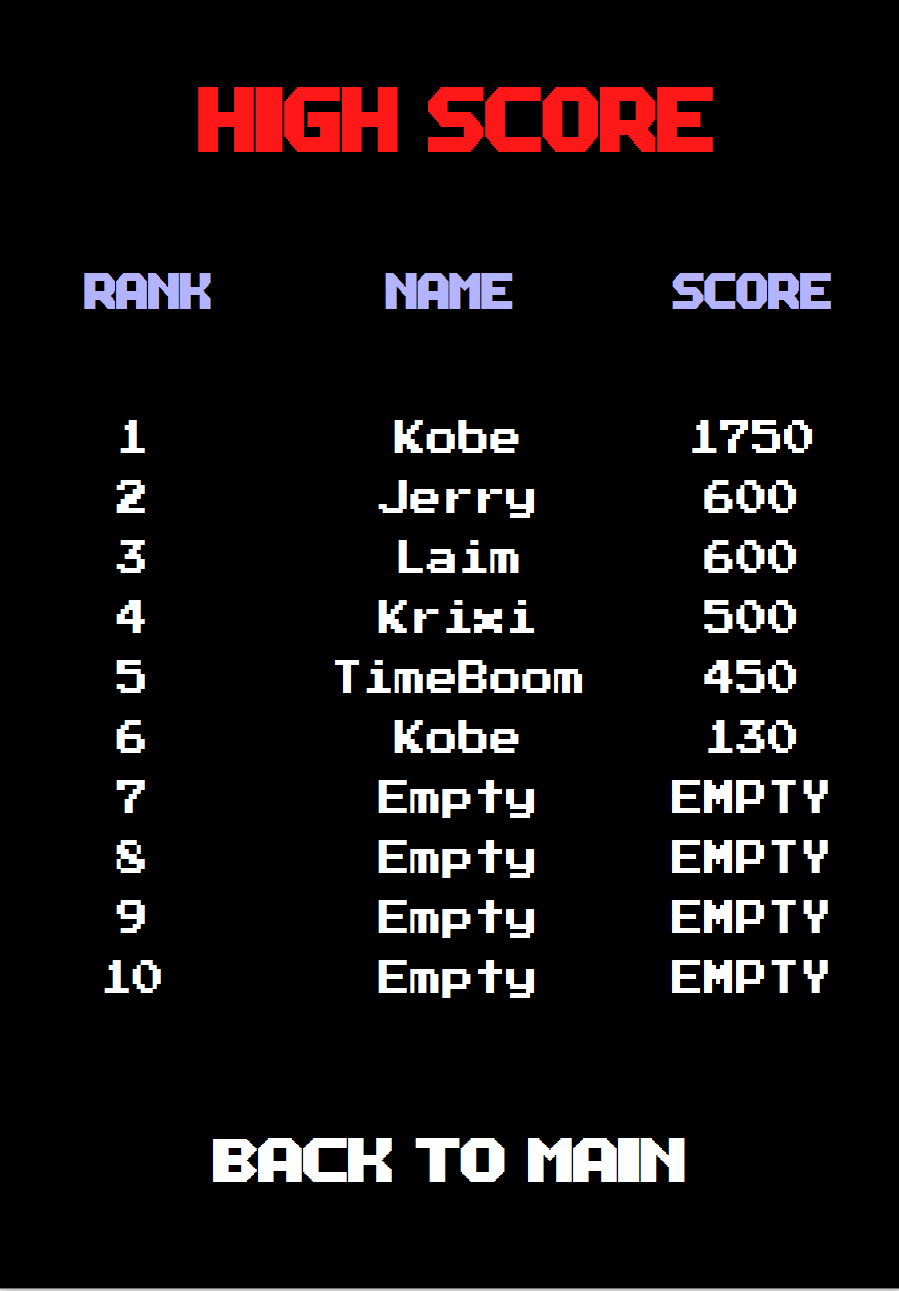 HIGH SCORE
RANK NAME SCORE
1 Kobe 1750
2 Jerry 600
3 Laim 600
4 Krixi 500
5 TimeBoom 450
6 Kobe 130
7 Empty EMPTY
8 Empty EMPTY
9 Empty EMPTY
10 Empty EMPTY
BACK TO MAIN